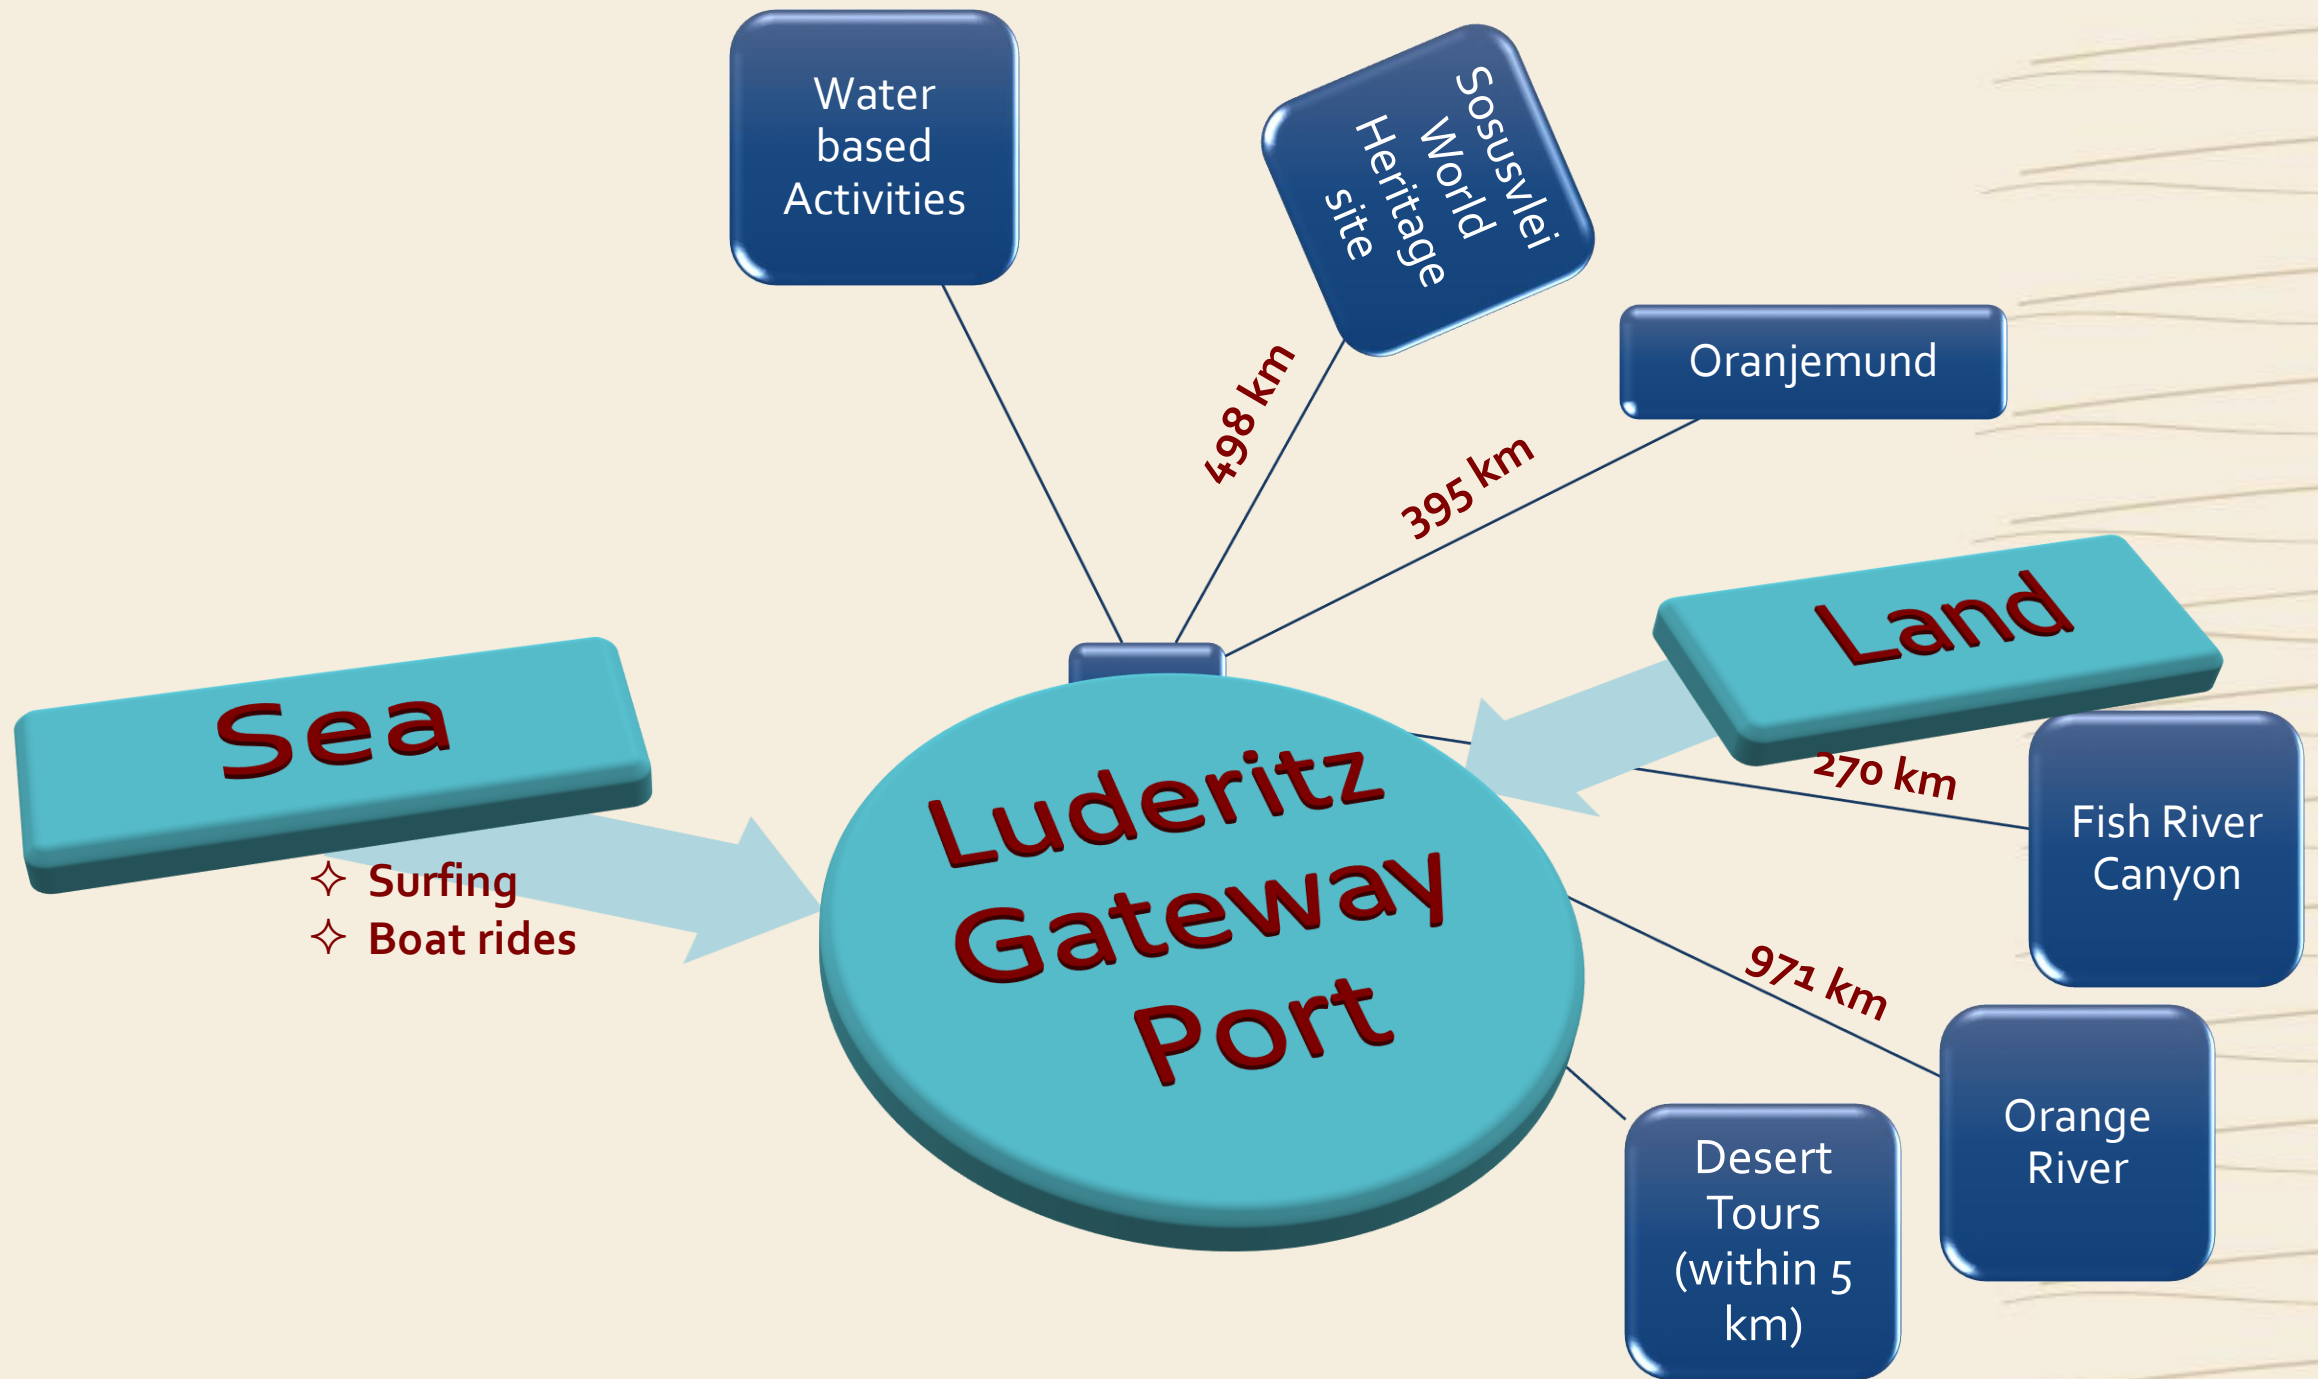 Water
based
Activities
Sosusvlei
World
Heritage
site
498 km
Oranjemund
395 km
Land
Sea
Surfing
Boat rides
Luderitz
Gateway
Port
270 km
Fish River
Canyon
971 km
Orange
River
Desert
Tours
(within 5
km)